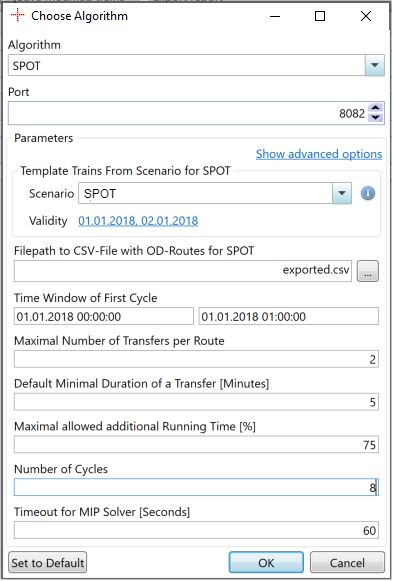 Choose Algorithm
Algorithm
SPOT
Port
8082
Parameters
Show advanced options
Template Trains From Scenario for SPOT
Scenario SPOT
Validity 01.01.2018, 02.01.2018
Filepath to CSV-File with OD-Routes for SPOT
exported.csv ...
Time Window of First Cycle
01.01.2018 00:00:00 01.01.2018 01:00:00
Maximal Number of Transfers per Route
2
Default Minimal Duration of a Transfer [Minutes]
5
Maximal allowed additional Running Time [%]
75
Number of Cycles
8
Timeout for MIP Solver [Seconds]
60
Set to Default OK Cancel